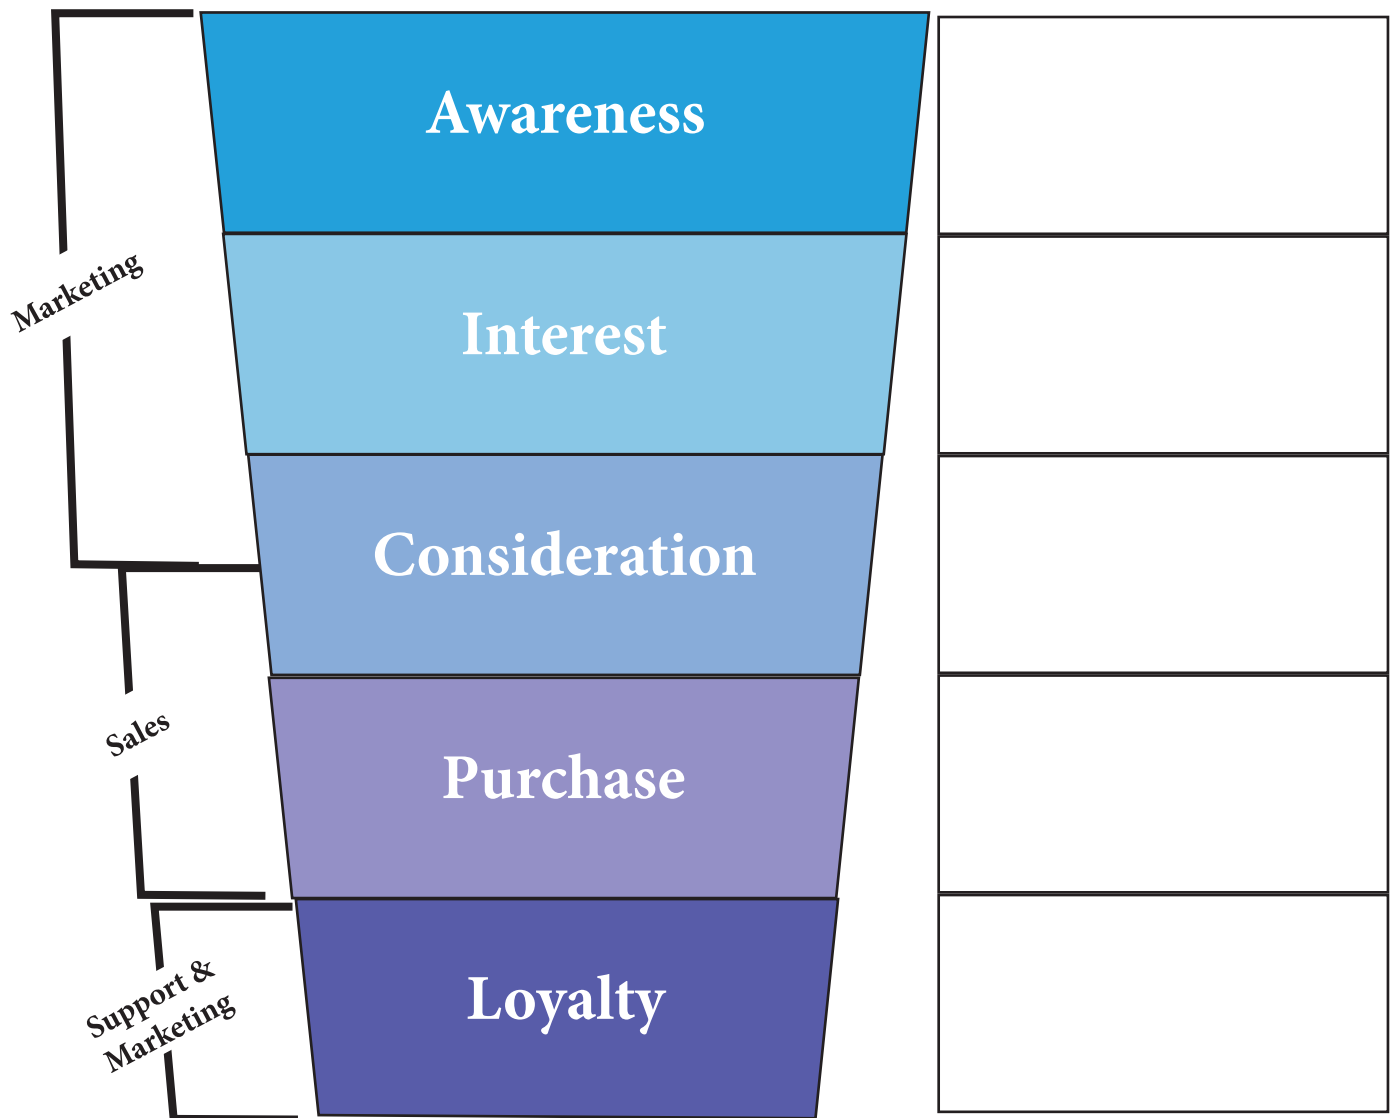 Awareness
Marketing
Interest
Consideration
Sales
Purchase
Support &
Marketing
Loyalty